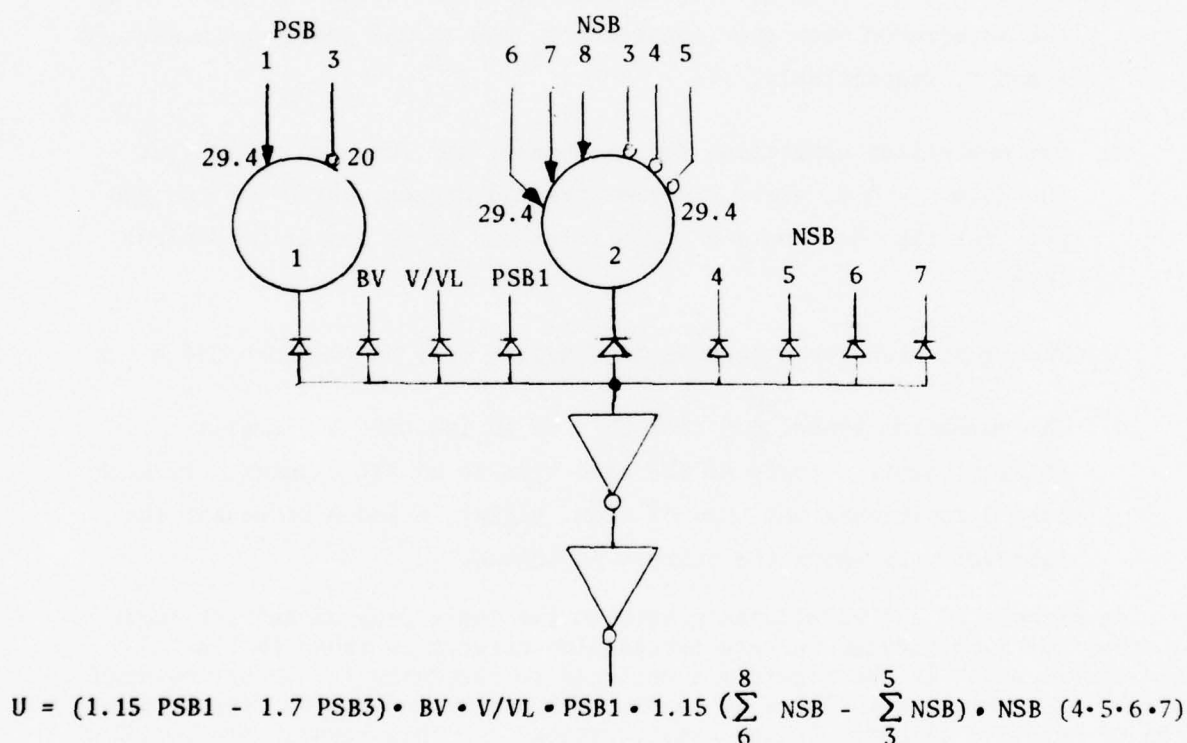 PSB NSB
1 3 6 7 8 3 4 5
29.4 20 29.4 29.4
1 2 NSB
BV V/VL PSB1 4 5 6 7
U = (1.15 PSB1 - 1.7 PSB3)• BV • V/VL • PSB1 • 1.15 (∑ 8 6 NSB - ∑ 5 3 NSB) • NSB (4•5•6•7)